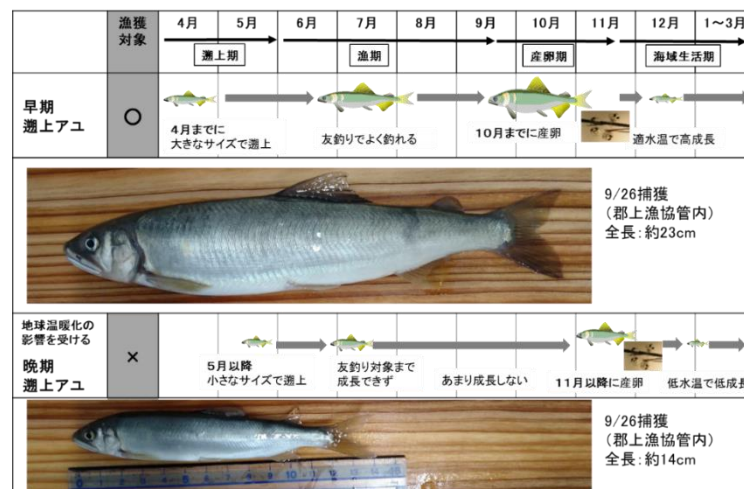 漁獲
対象
4月 5月 6月 7月 8月 9月 10月 11月 12月 1～3月
遡上期 漁期 産卵期 海域生活期
早期
遡上アユ
○
4月までに
大きなサイズで遡上
友釣りでよく釣れる
10月までに産卵
適水温で高成長
9/26捕獲
（郡上漁協管内）
全長：約23cm
地球温暖化の
影響を受ける
晩期
遡上アユ
×
5月以降
小さなサイズで遡上
友釣り対象まで
成長できず
あまり成長しない
11月以降に産卵
低水温で低成長
9/26捕獲
（郡上漁協管内）
全長：約14cm